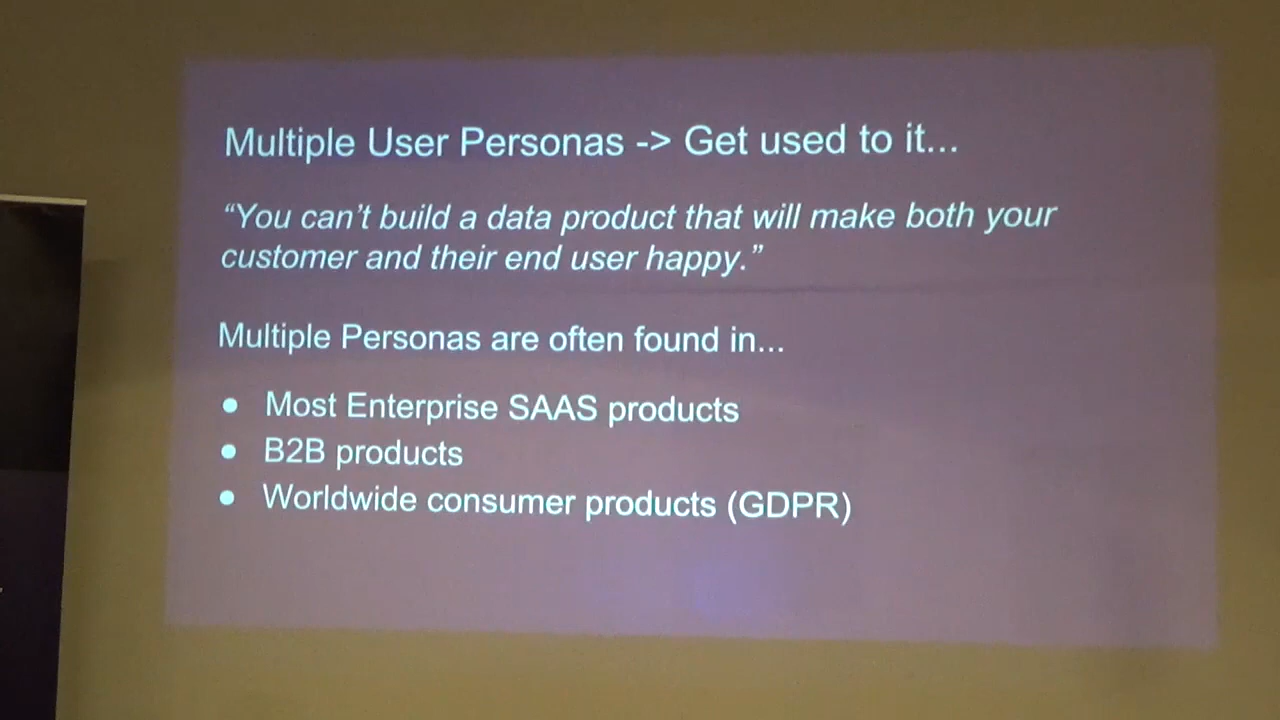 Multiple User Personas -> Get used to it...
“You can’t build a data product that will make both your
customer and their end user happy.”
Multiple Personas are often found in...
● Most Enterprise SAAS products
● B2B products
● Worldwide consumer products (GDPR)